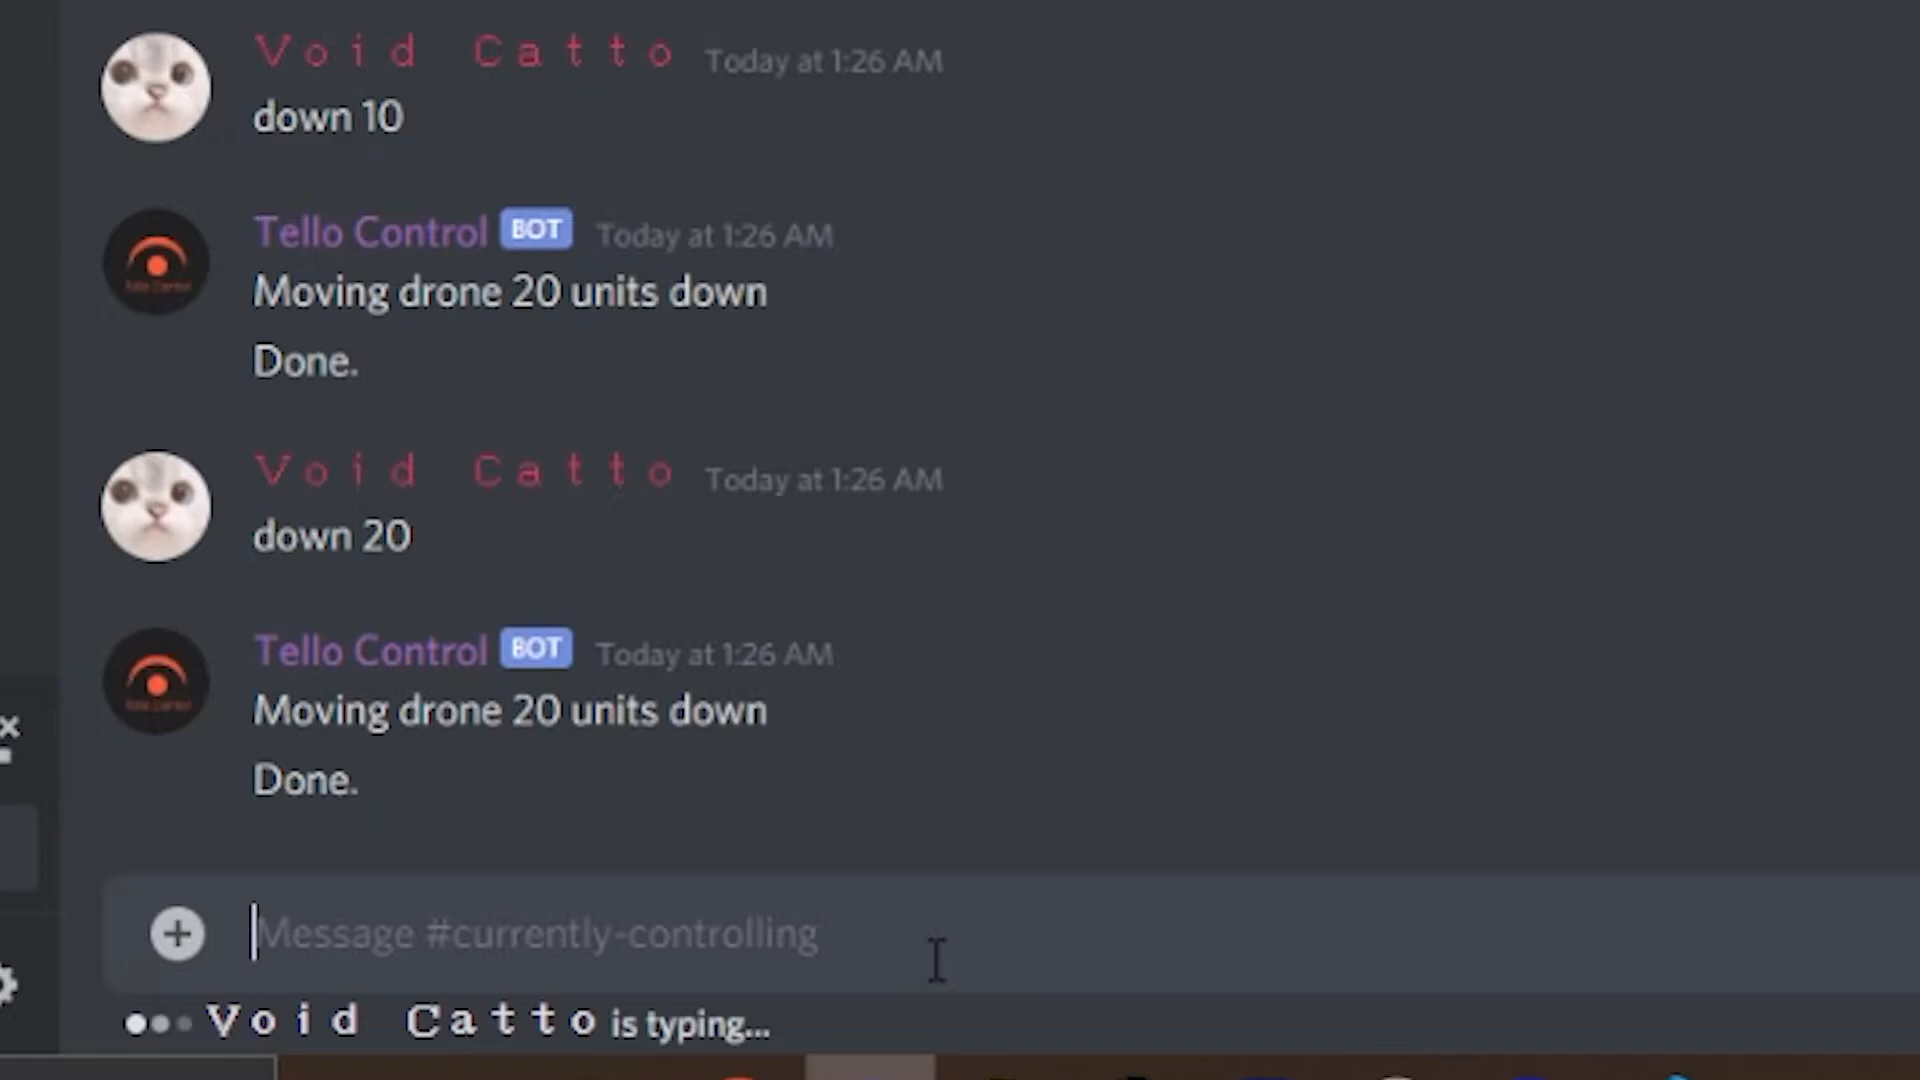 Void Catto Today at 1:26 AM
down 10
Tello Control BOT Today at 1:26 AM
Moving drone 20 units down
Done.
Void Catto Today at 1:26 AM
down 20
Tello Control BOT Today at 1:26 AM
Moving drone 20 units down
Done.
Message #currently-controlling
Void Catto is typing...